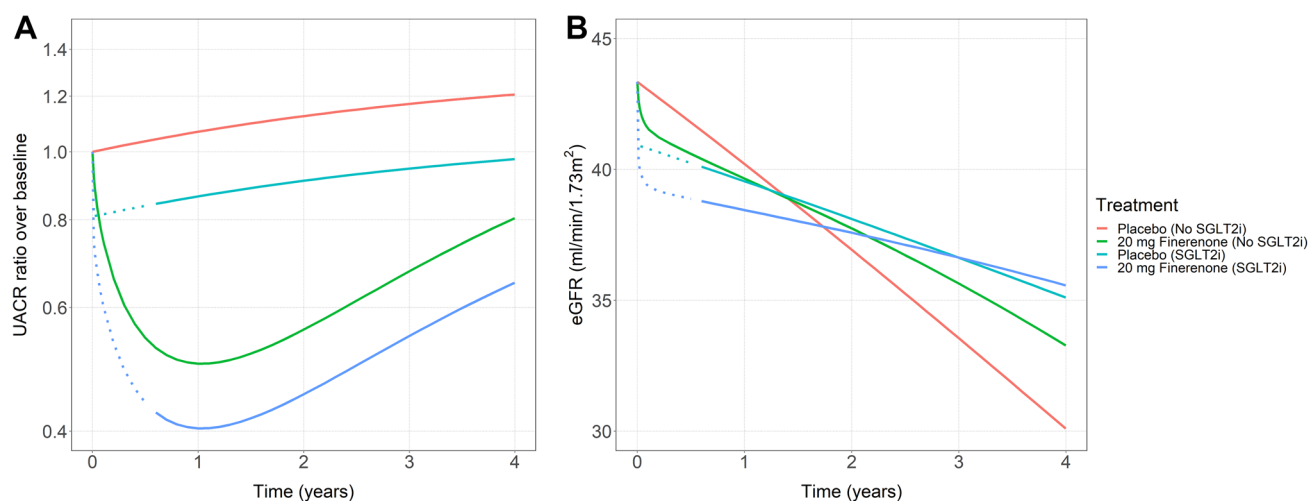 A
UACR ratio over baseline
1.4
1.2
1.0
0.8
0.6
0.4
0
1
2
3
4
Time (years)
B
eGFR (ml/min/1.73m²)
45
40
35
30
0
1
2
3
4
Time (years)
Treatment
Placebo (No SGLT2i)
20 mg Finerenone (No SGLT2i)
Placebo (SGLT2i)
20 mg Finerenone (SGLT2i)